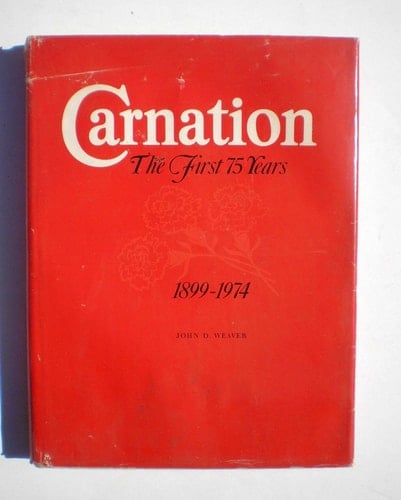 Carnation
The First 75 Years
1899-1974
JOHN D. WEAVER